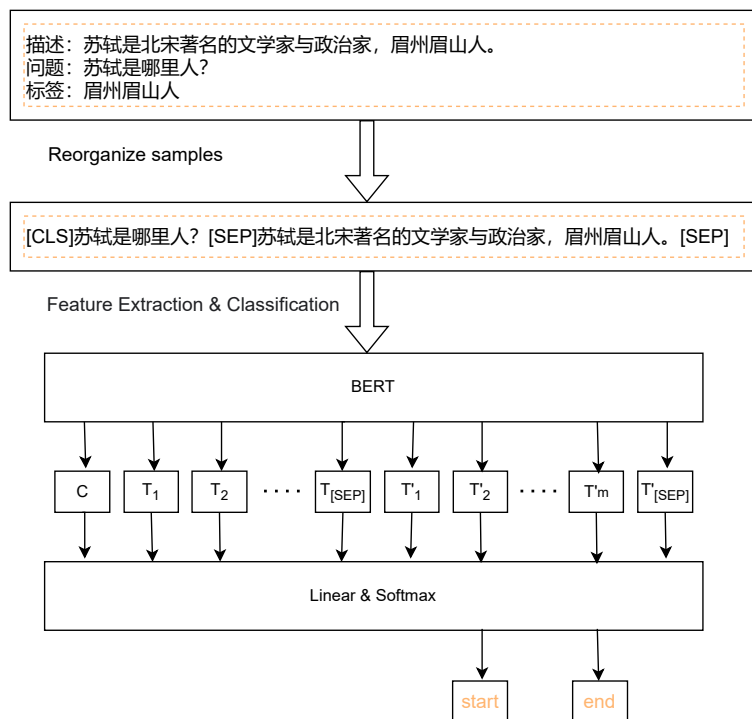 描述：苏轼是北宋著名的文学家与政治家，眉州眉山人。
问题：苏轼是哪里人？
标签：眉州眉山人
Reorganize samples
[CLS]苏轼是哪里人？[SEP]苏轼是北宋著名的文学家与政治家，眉州眉山人。[SEP]
Feature Extraction & Classification
BERT
C T1 T2 ···· T[SEP] T'1 T'2 ···· T'm T'[SEP]
Linear & Softmax
start end